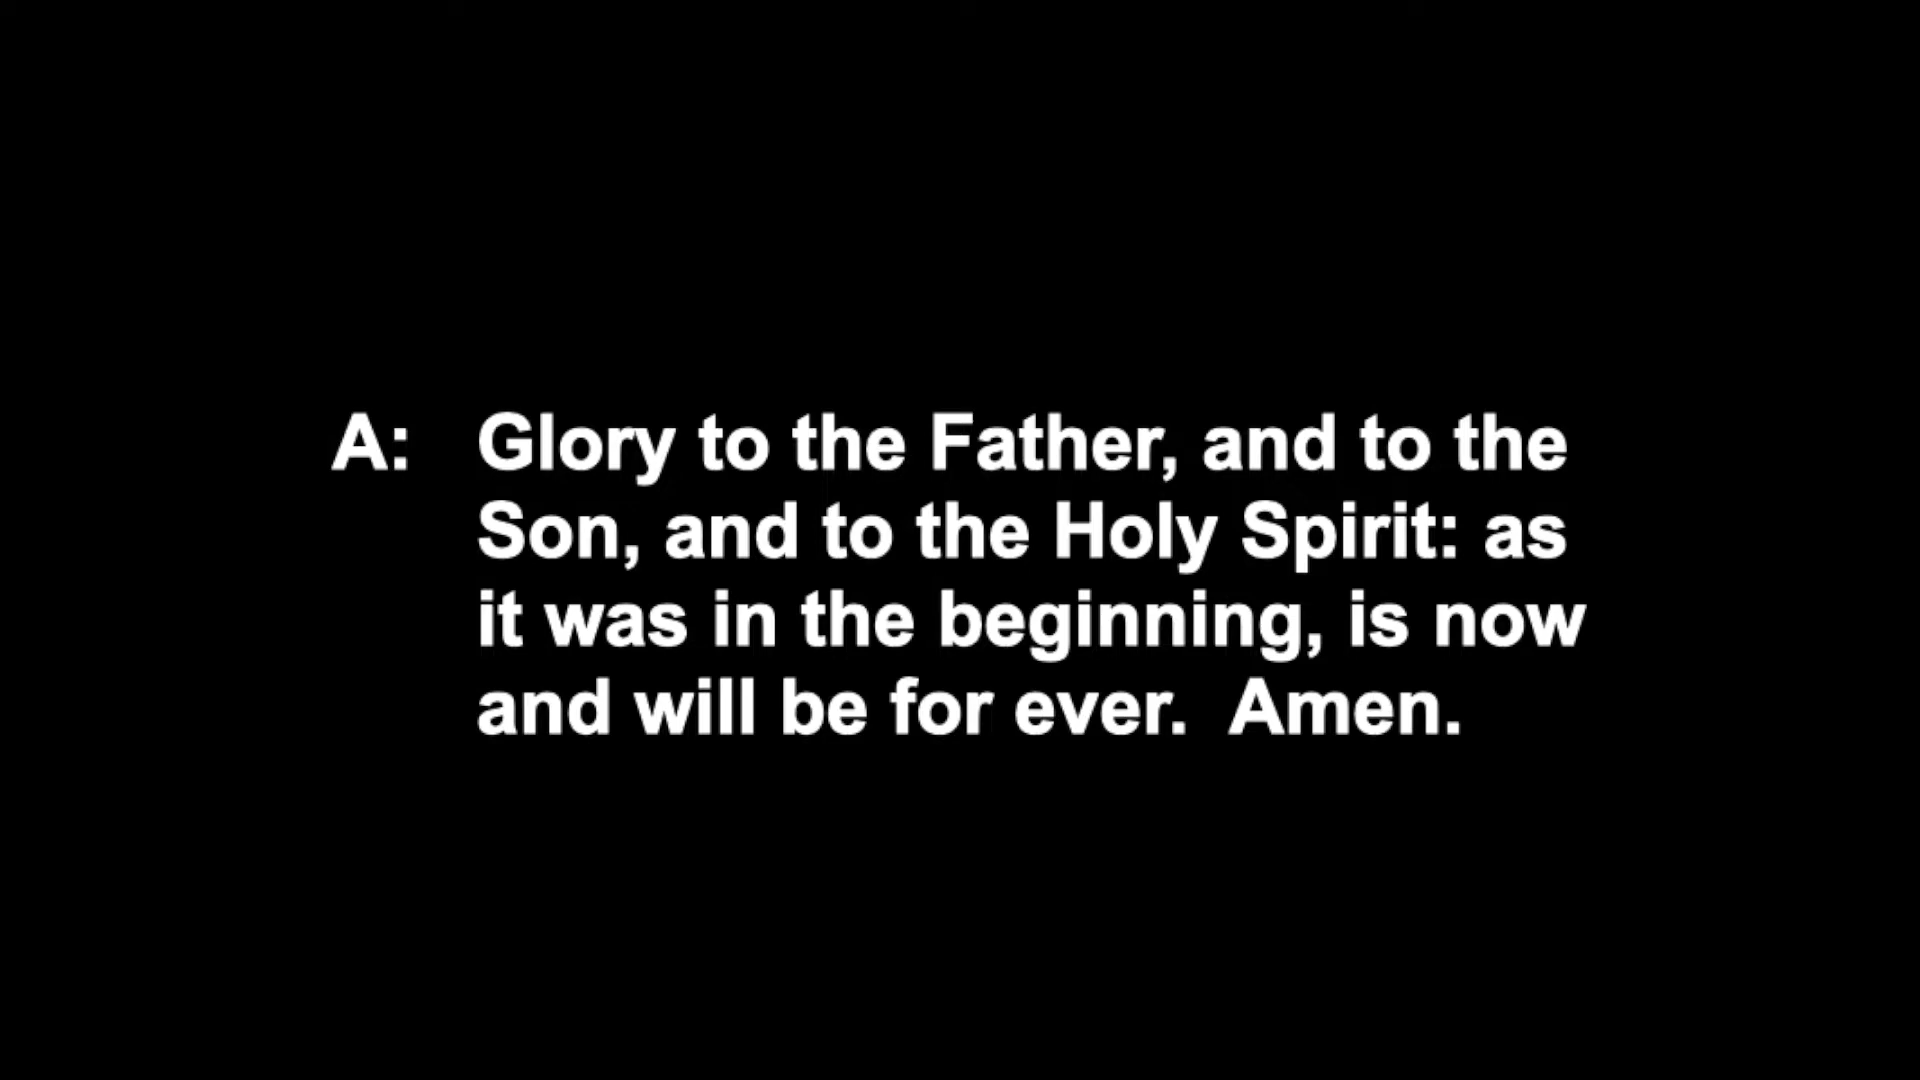 A: Glory to the Father, and to the
Son, and to the Holy Spirit: as
it was in the beginning, is now
and will be for ever.  Amen.